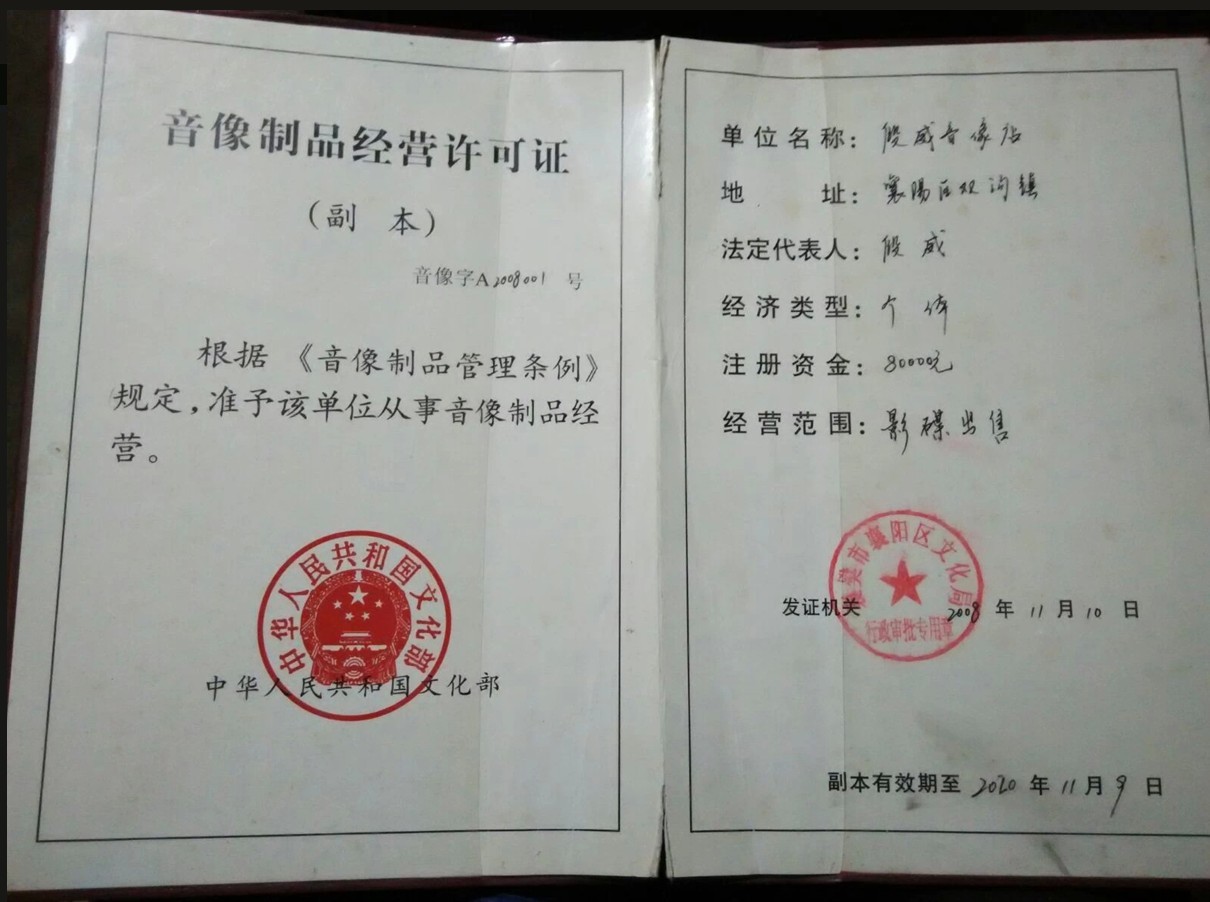 音像制品经营许可证
（副 本）
音像字A2008001 号
根据《音像制品管理条例》
规定，准予该单位从事音像制品经
营。
中华人民共和国文化部
中华人民共和国文化部
单位名称：殷威音像店
地 址：襄阳区双沟镇
法定代表人：殷威
经济类型：个体
注册资金：80000元
经营范围：影碟出售
襄樊市襄阳区文化局
行政审批专用章
发证机关 2008 年 11 月 10 日
副本有效期至 2020 年 11 月 9 日